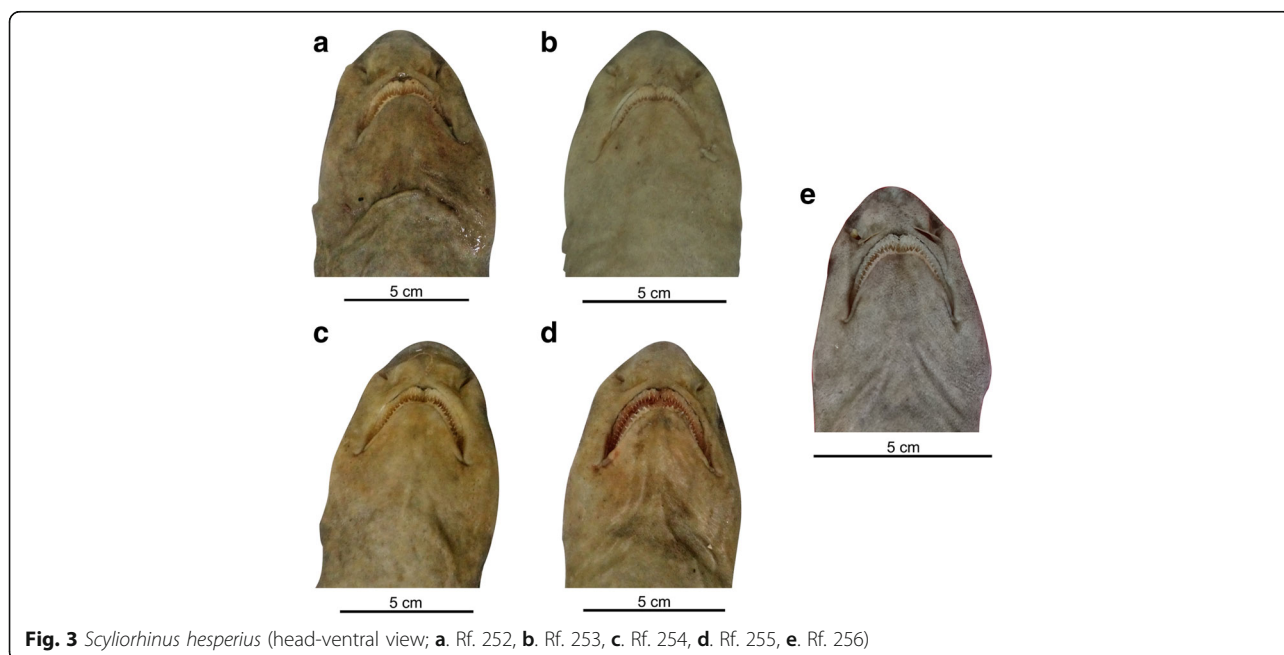 a
b
5 cm
5 cm
e
c
d
5 cm
5 cm
5 cm
Fig. 3 Scyliorhinus hesperius (head-ventral view; a. Rf. 252, b. Rf. 253, c. Rf. 254, d. Rf. 255, e. Rf. 256)